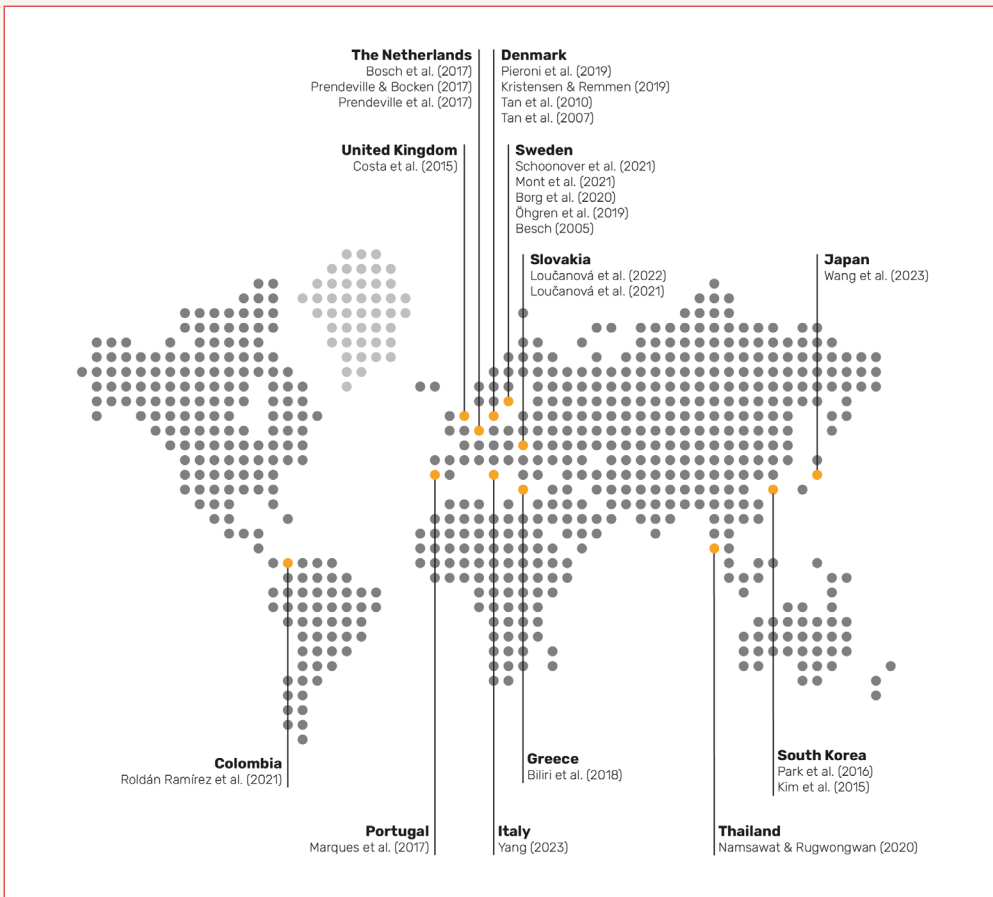 The Netherlands
Bosch et al. (2017)
Prendeville & Bocken (2017)
Prendeville et al. (2017)
Denmark
Pieroni et al. (2019)
Kristensen & Remmen (2019)
Tan et al. (2010)
Tan et al. (2007)
United Kingdom
Costa et al. (2015)
Sweden
Schoonover et al. (2021)
Mont et al. (2021)
Borg et al. (2020)
Öhgren et al. (2019)
Besch (2005)
Slovakia
Loučanová et al. (2022)
Loučanová et al. (2021)
Japan
Wang et al. (2023)
Colombia
Roldán Ramírez et al. (2021)
Greece
Biliri et al. (2018)
South Korea
Park et al. (2016)
Kim et al. (2015)
Portugal
Marques et al. (2017)
Italy
Yang (2023)
Thailand
Namsawat & Rugwongwan (2020)